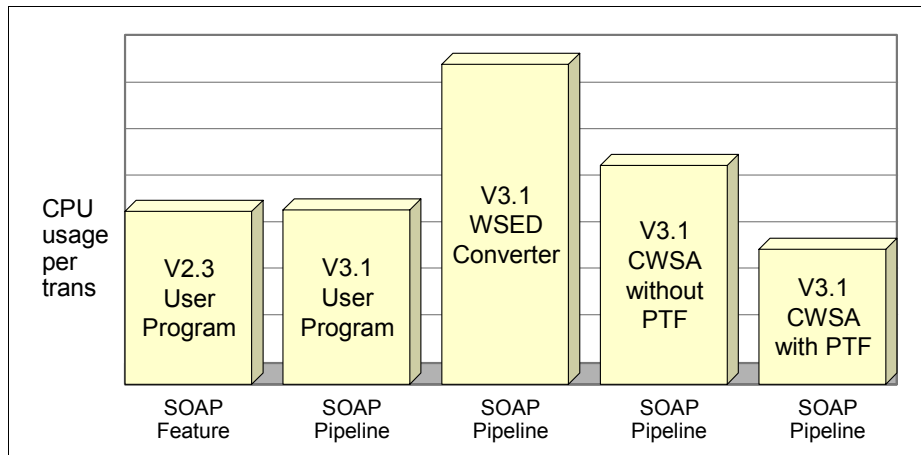 CPU
usage
per
trans
V2.3
User
Program
V3.1
User
Program
V3.1
WSED
Converter
V3.1
CWSA
without
PTF
V3.1
CWSA
with PTF
SOAP
Feature
SOAP
Pipeline
SOAP
Pipeline
SOAP
Pipeline
SOAP
Pipeline